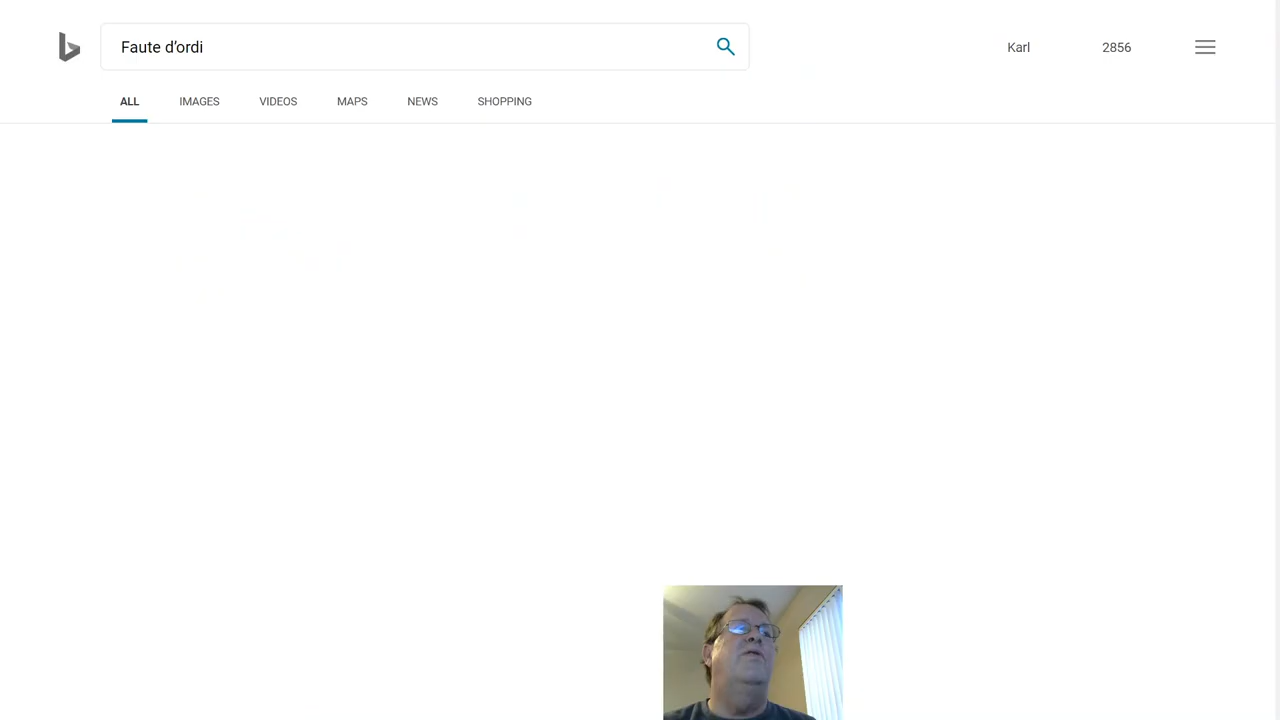 Faute d’ordi
Karl
2856
ALL
IMAGES
VIDEOS
MAPS
NEWS
SHOPPING